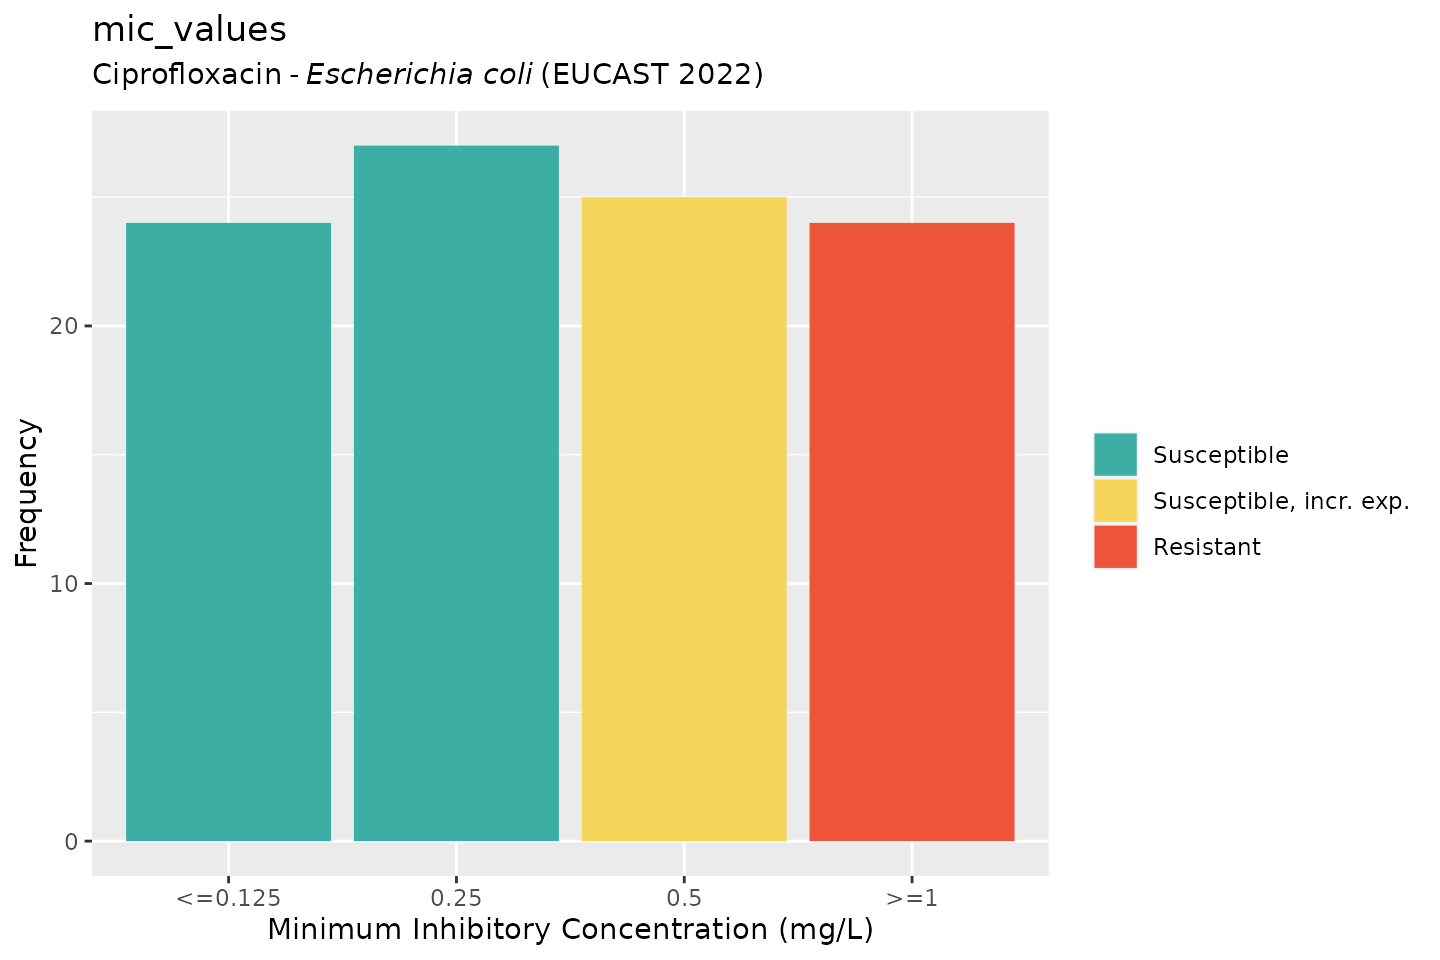 mic_values
Ciprofloxacin - Escherichia coli (EUCAST 2022)
Frequency
20
10
0
<=0.125
0.25
0.5
>=1
Minimum Inhibitory Concentration (mg/L)
Susceptible
Susceptible, incr. exp.
Resistant